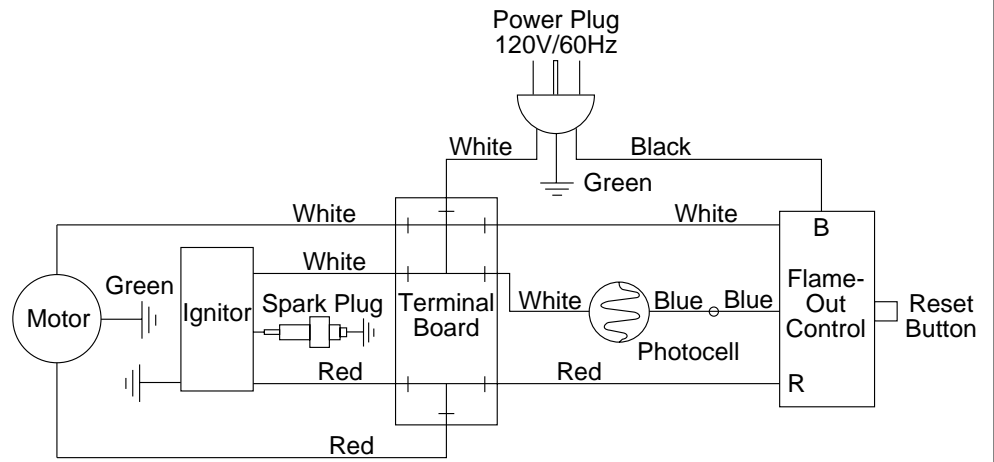 Power Plug
120V/60Hz
White
Black
Green
White
White
B
White
Green
Ignitor
Spark Plug
Terminal
Board
White
Blue
Blue
Flame-
Out
Control
Motor
Reset
Button
Photocell
Red
Red
R
Red